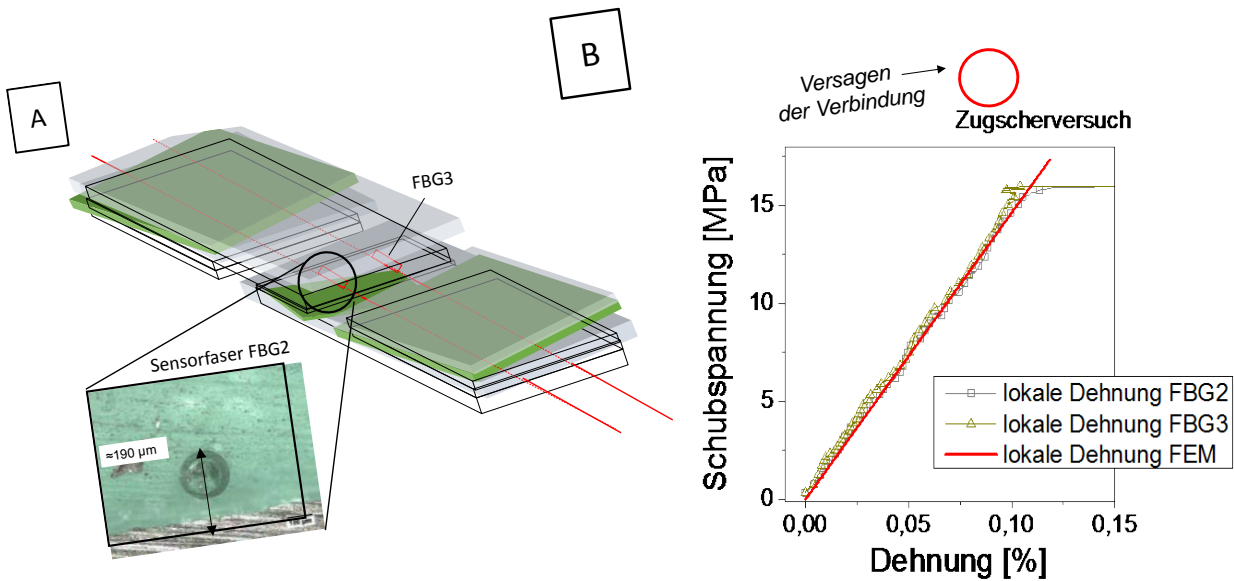 A
B
FBG3
Sensorfaser FBG2
≈190 µm
Versagen
der Verbindung
Zugscherversuch
Schubspannung [MPa]
15
10
5
0
lokale Dehnung FBG2
lokale Dehnung FBG3
lokale Dehnung FEM
0,00
0,05
0,10
0,15
Dehnung [%]